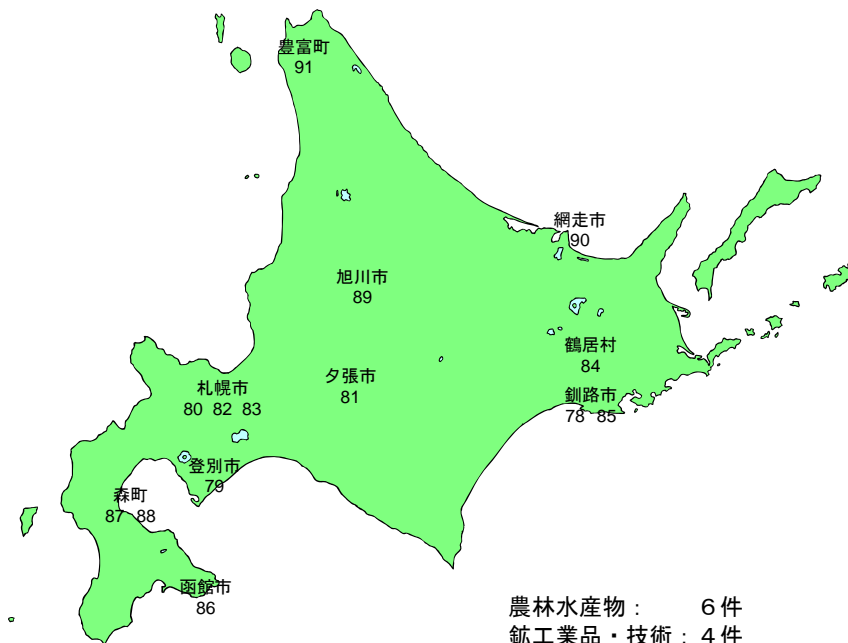 豊富町
91
網走市
90
旭川市
89
鶴居村
84
夕張市
81
札幌市
80 82 83
釧路市
78 85
登別市
79
森町
87 88
函館市
86
農林水産物： 6件
鉱工業品・技術：4件